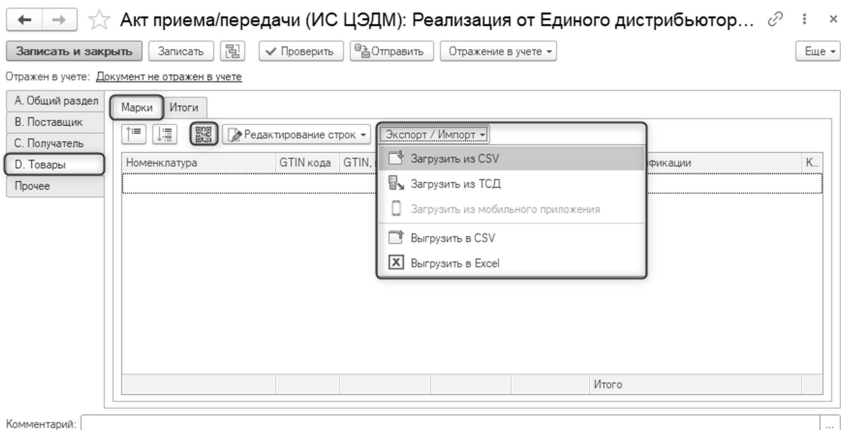 Акт приема/передачи (ИС ЦЭДМ): Реализация от Единого дистрибьютор...
Записать и закрыть Записать Проверить Отправить Отражение в учете Еще
Отражен в учете: Документ не отражен в учете
A. Общий раздел
B. Поставщик
C. Получатель
D. Товары
Прочее
Марки Итоги
Редактирование строк Экспорт / Импорт
Номенклатура GTIN кода GTIN, К...
Загрузить из CSV
Загрузить из ТСД
Загрузить из мобильного приложения
Выгрузить в CSV
Выгрузить в Excel
Итого
Комментарий: ...